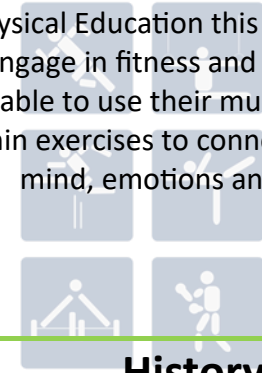 ysical Education this
ngage in fitness and
able to use their mu
in exercises to conne
mind, emotions an
History